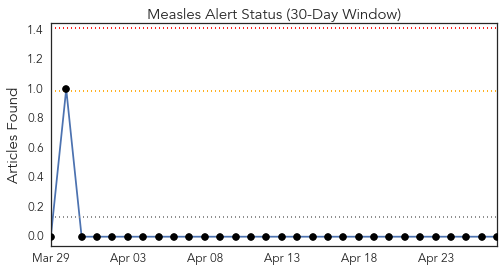 Measles Alert Status (30-Day Window)
Articles Found
1.4
1.2
1.0
0.8
0.6
0.4
0.2
0.0
Mar 29 Apr 03 Apr 08 Apr 13 Apr 18 Apr 23